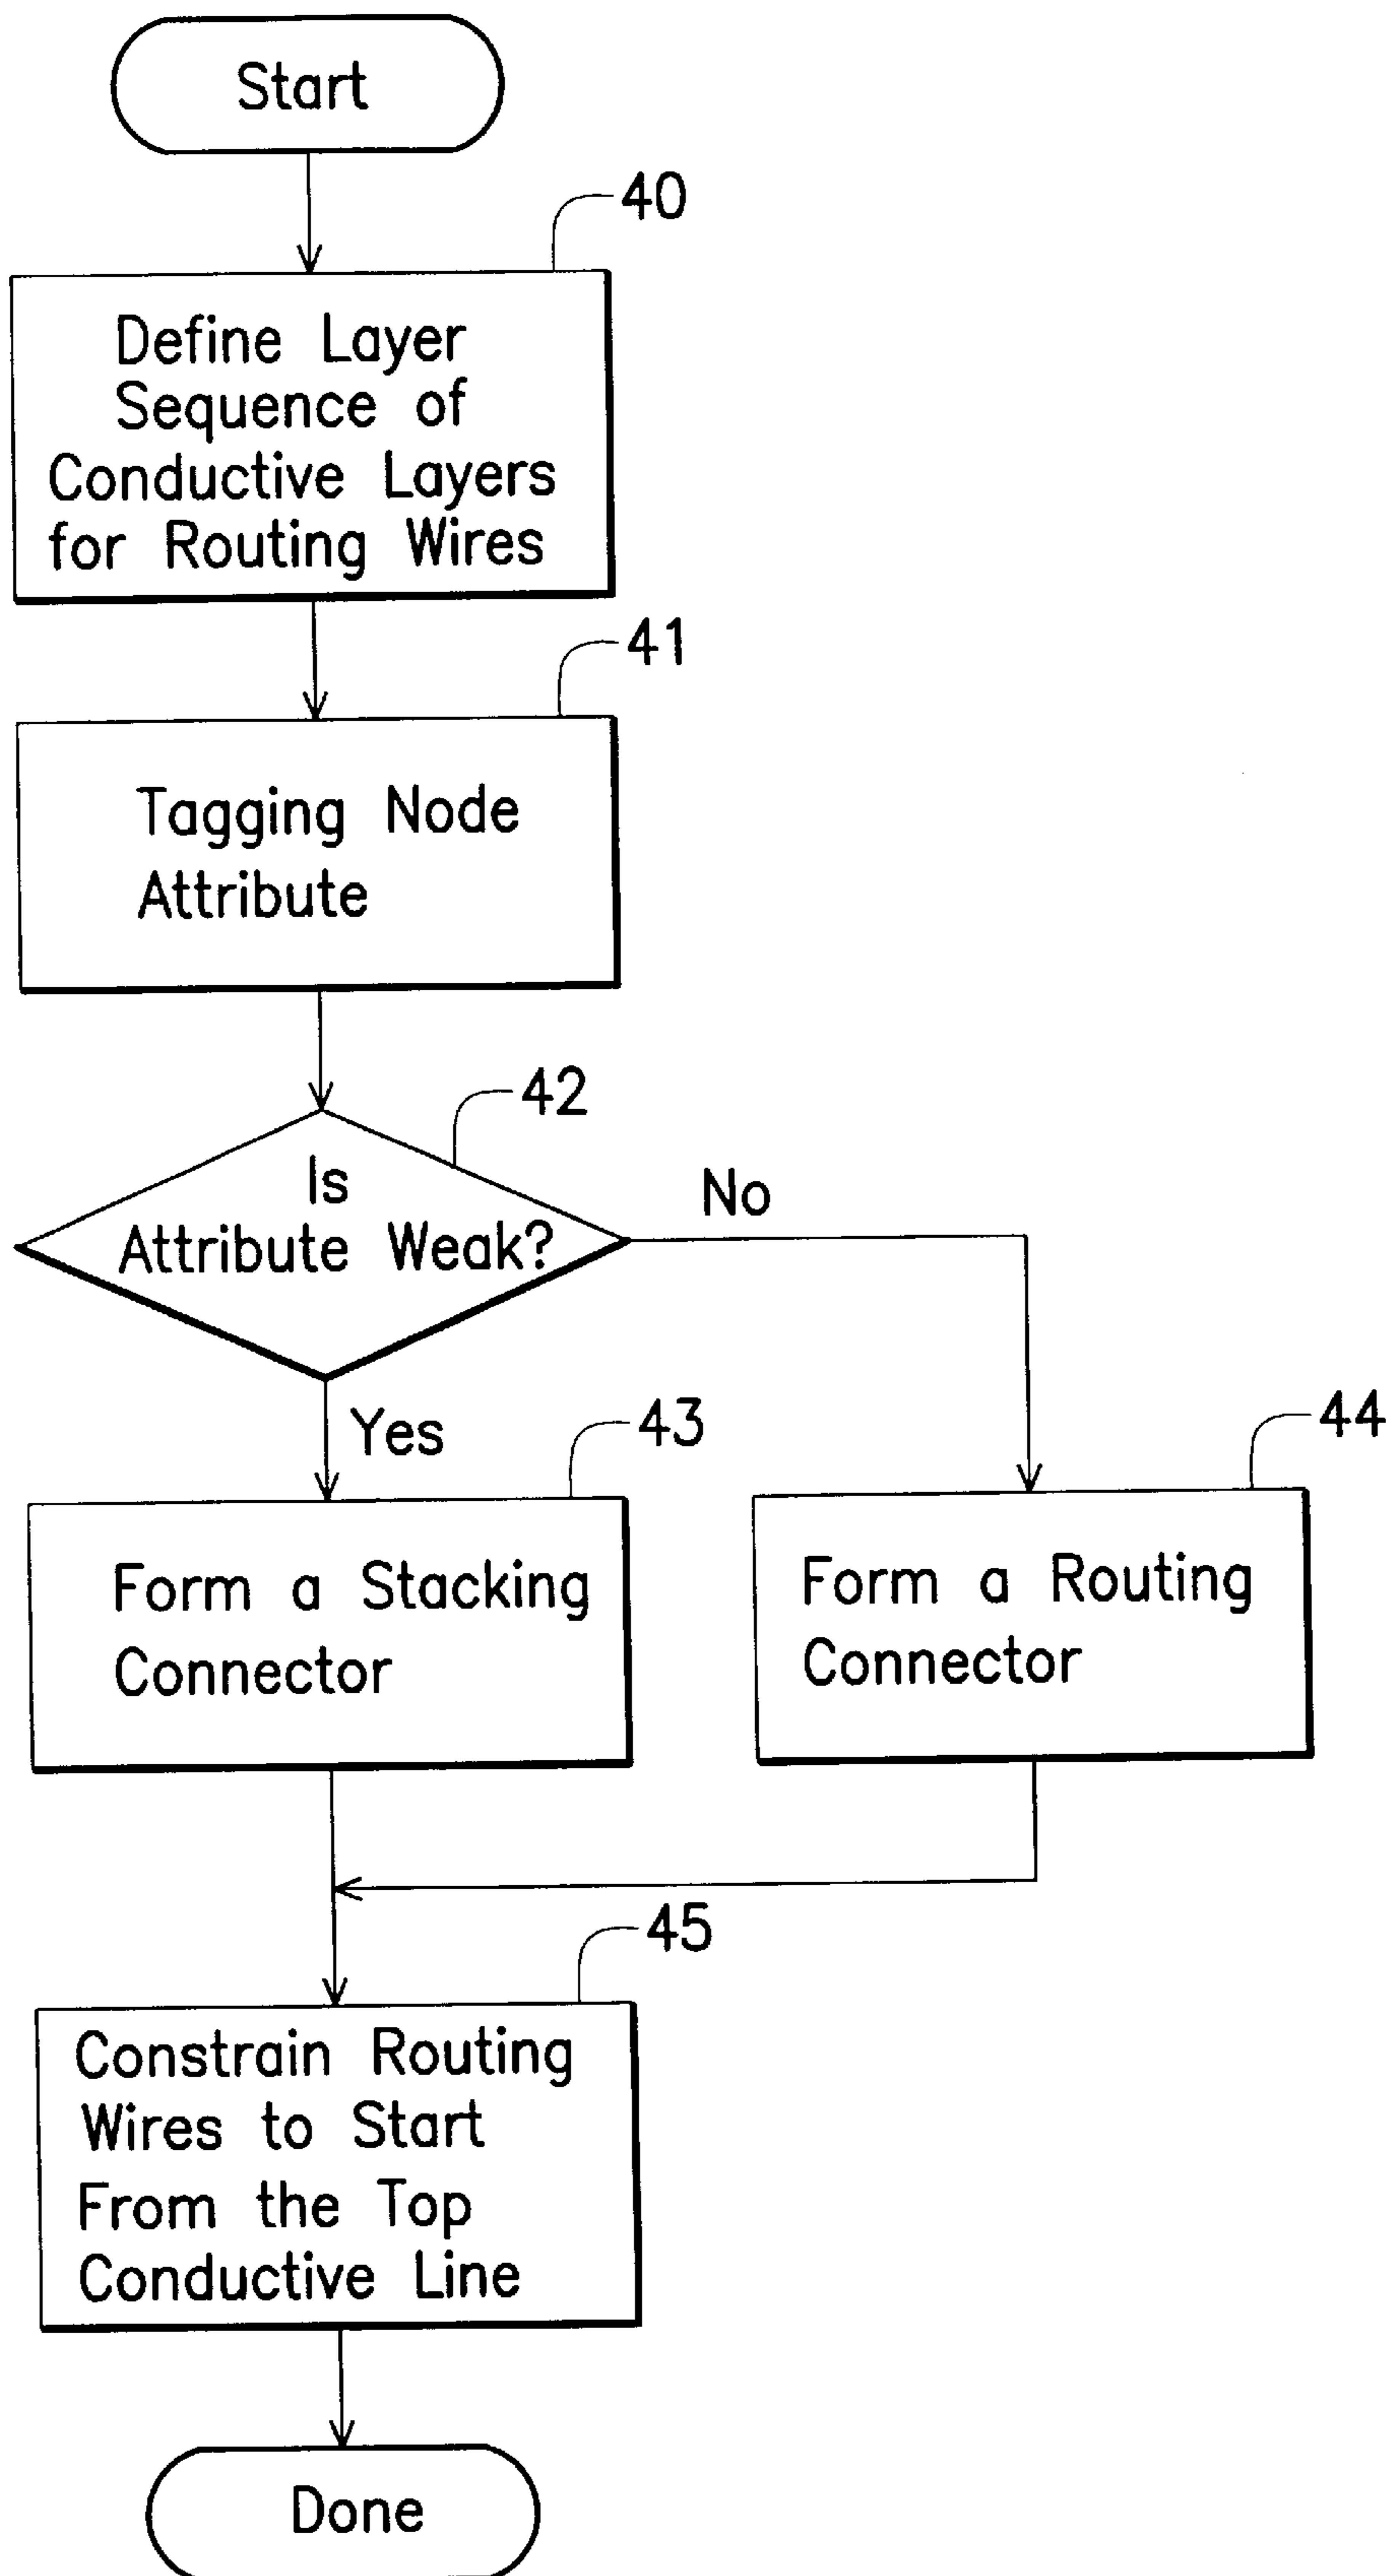 Start
40
Define Layer
Sequence of
Conductive Layers
for Routing Wires
41
Tagging Node
Attribute
42
Is
Attribute Weak?
No
Yes
43
Form a Stacking
Connector
44
Form a Routing
Connector
45
Constrain Routing
Wires to Start
From the Top
Conductive Line
Done